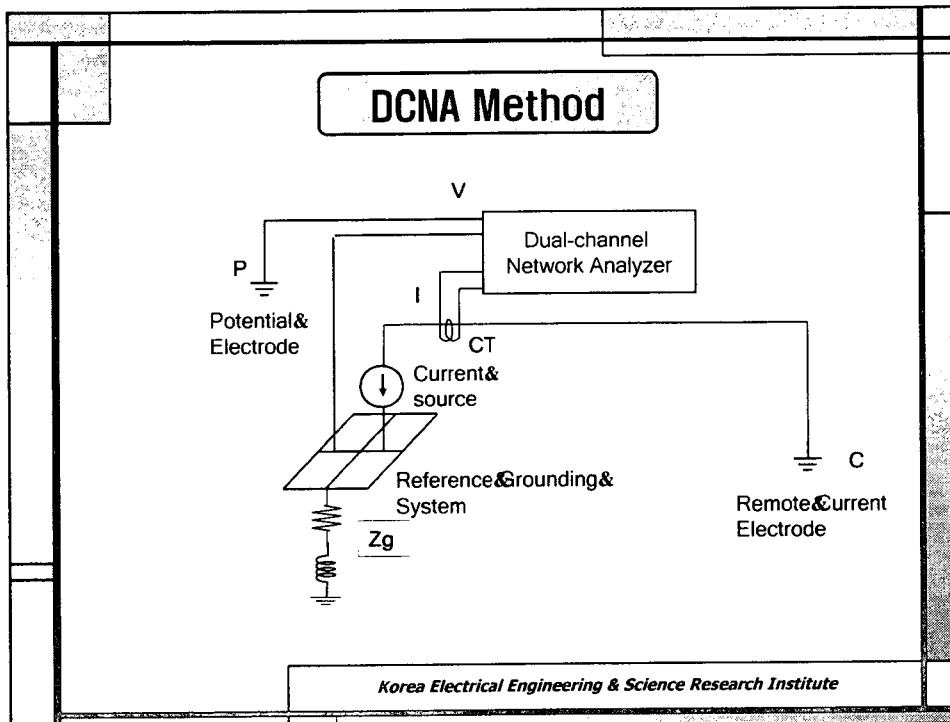 DCNA Method
V
Dual-channel
Network Analyzer
P
I
Potential&
Electrode
CT
Current&
source
C
Reference&Grounding&
System
Remote&Current
Electrode
Zg
Korea Electrical Engineering & Science Research Institute